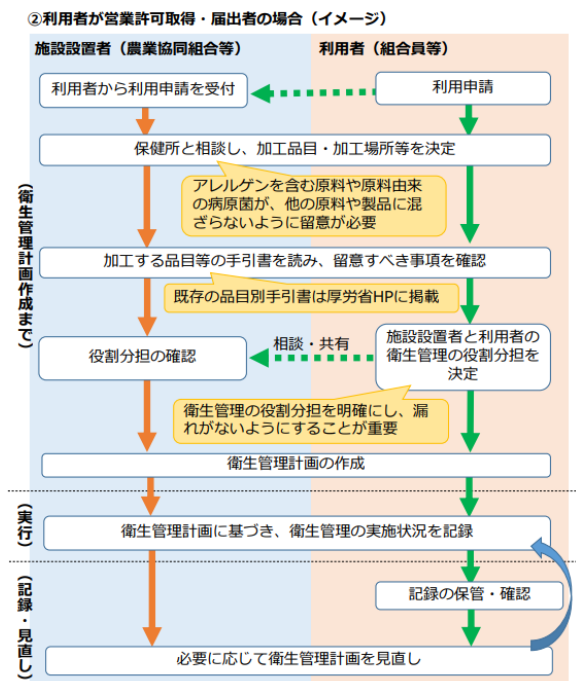 ②利用者が営業許可取得・届出者の場合（イメージ）
施設設置者（農業協同組合等）
利用者（組合員等）
利用者から利用申請を受付
利用申請
保健所と相談し、加工品目・加工場所等を決定
アレルゲンを含む原料や原料由来
の病原菌が、他の原料や製品に混
ざらないように留意が必要
（衛生管理計画作成まで）
加工する品目等の手引書を読み、留意すべき事項を確認
既存の品目別手引書は厚労省HPに掲載
役割分担の確認
相談・共有
施設設置者と利用者の
衛生管理の役割分担を
決定
衛生管理の役割分担を明確にし、漏
れがないようにすることが重要
衛生管理計画の作成
（実行）
衛生管理計画に基づき、衛生管理の実施状況を記録
（記録・見直し）
記録の保管・確認
必要に応じて衛生管理計画を見直し